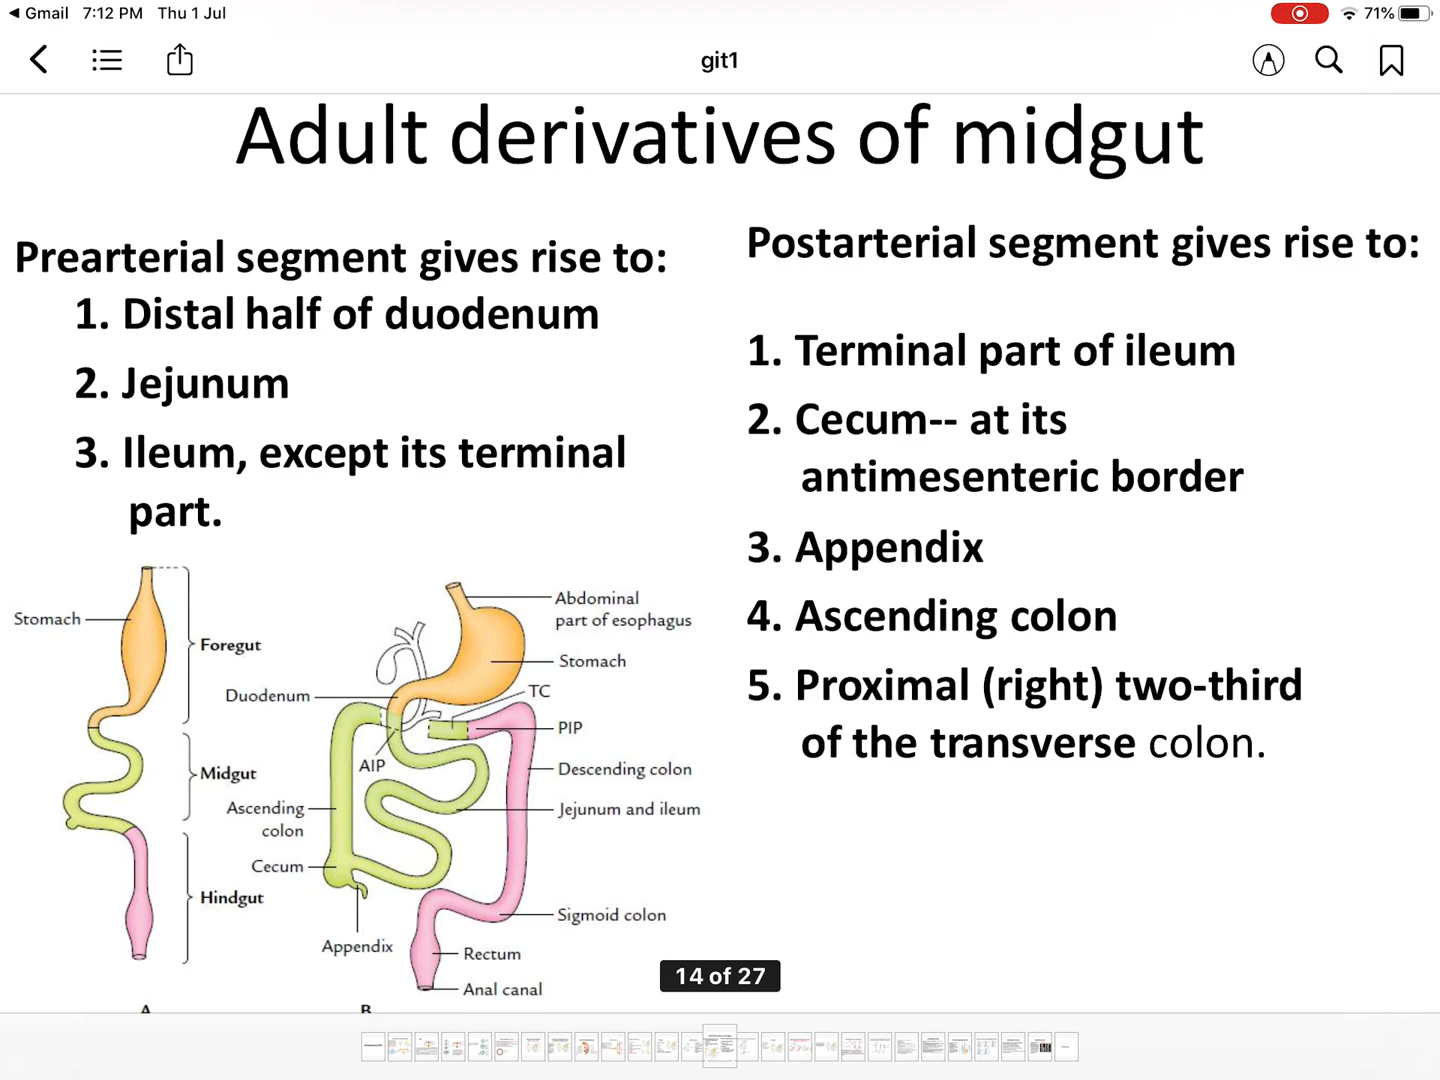 Gmail 7:12 PM Thu 1 Jul
71%
git1
Adult derivatives of midgut
Prearterial segment gives rise to:
1. Distal half of duodenum
2. Jejunum
3. Ileum, except its terminal
part.
Postarterial segment gives rise to:
1. Terminal part of ileum
2. Cecum-- at its
antimesenteric border
3. Appendix
4. Ascending colon
5. Proximal (right) two-third
of the transverse colon.
Stomach
Foregut
Midgut
Hindgut
A
Abdominal
part of esophagus
Stomach
Duodenum
TC
PIP
AIP
Descending colon
Ascending
colon
Jejunum and ileum
Cecum
Sigmoid colon
Appendix
Rectum
Anal canal
B
14 of 27